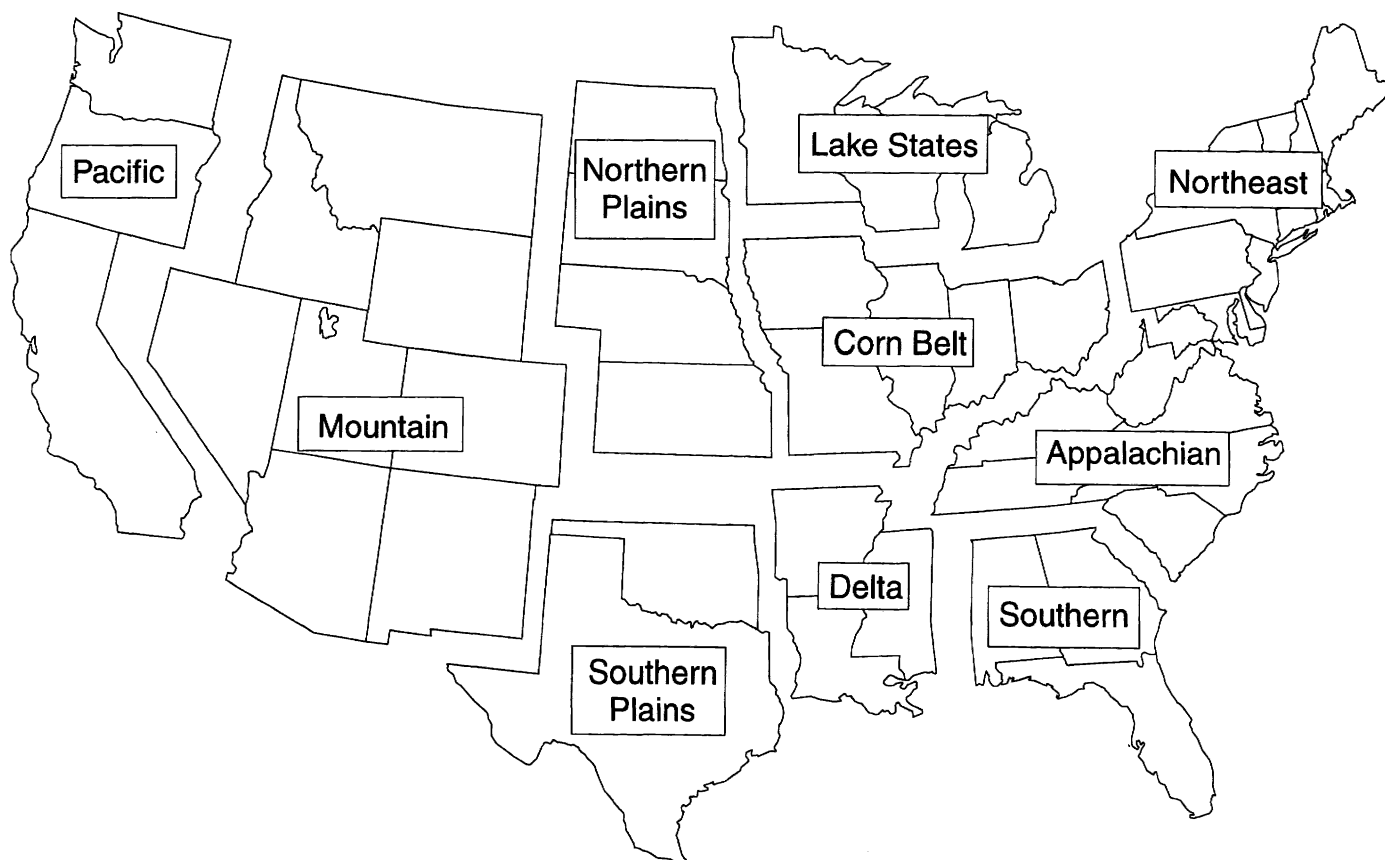 Pacific
Northern
Plains
Lake States
Northeast
Corn Belt
Mountain
Appalachian
Delta
Southern
Southern
Plains